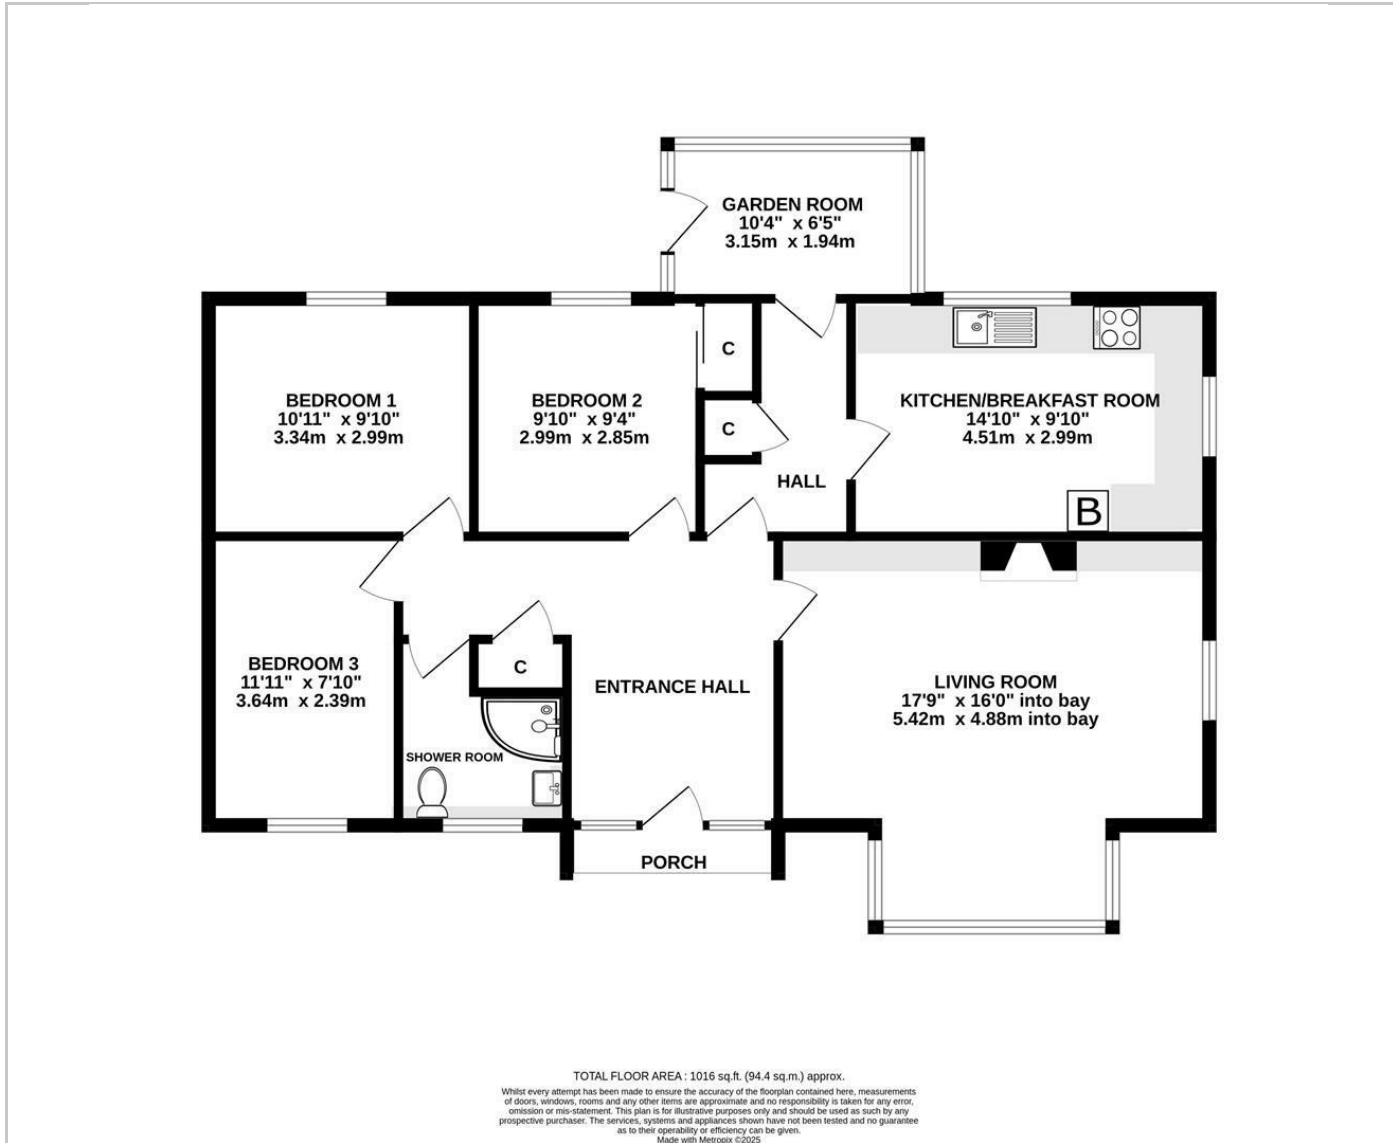 GARDEN ROOM
10'4" x 6'5"
3.15m x 1.94m
BEDROOM 1
10'11" x 9'10"
3.34m x 2.99m
BEDROOM 2
9'10" x 9'4"
2.99m x 2.85m
C
C
HALL
KITCHEN/BREAKFAST ROOM
14'10" x 9'10"
4.51m x 2.99m
B
BEDROOM 3
11'11" x 7'10"
3.64m x 2.39m
C
SHOWER ROOM
ENTRANCE HALL
LIVING ROOM
17'9" x 16'0" into bay
5.42m x 4.88m into bay
PORCH
TOTAL FLOOR AREA : 1016 sq.ft. (94.4 sq.m.) approx.
Whilst every attempt has been made to ensure the accuracy of the floorplan contained here, measurements
of doors, windows, rooms and any other items are approximate and no responsibility is taken for any error,
omission or mis-statement. This plan is for illustrative purposes only and should be used as such by any
prospective purchaser. The services, systems and appliances shown have not been tested and no guarantee
as to their operability or efficiency can be given.
Made with Metropix ©2025